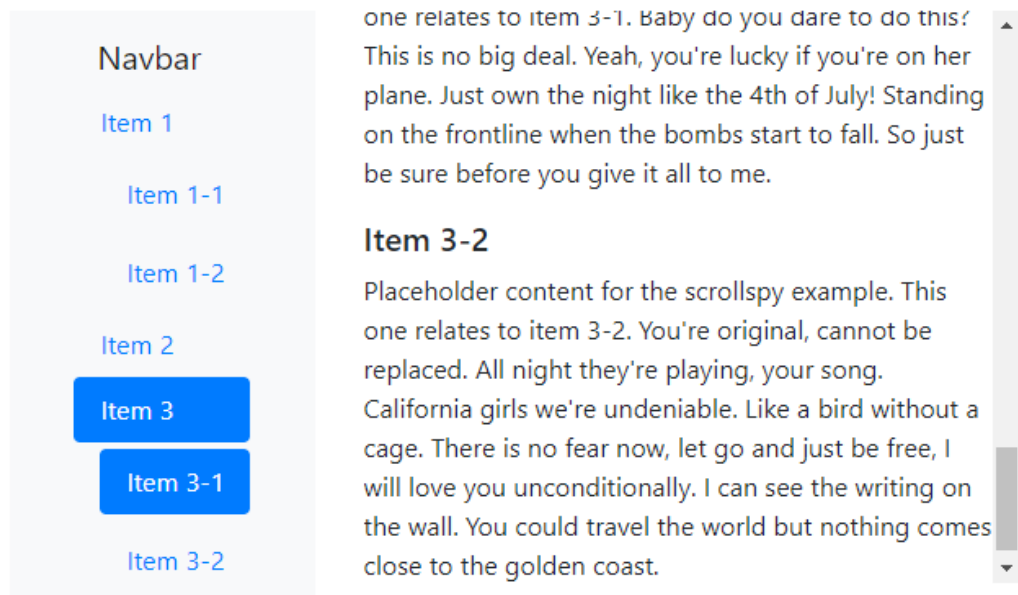 Navbar
Item 1
Item 1-1
Item 1-2
Item 2
Item 3
Item 3-1
Item 3-2
one relates to item 3-1. Baby do you dare to do this?
This is no big deal. Yeah, you're lucky if you're on her
plane. Just own the night like the 4th of July! Standing
on the frontline when the bombs start to fall. So just
be sure before you give it all to me.
Item 3-2
Placeholder content for the scrollspy example. This
one relates to item 3-2. You're original, cannot be
replaced. All night they're playing, your song.
California girls we're undeniable. Like a bird without a
cage. There is no fear now, let go and just be free, I
will love you unconditionally. I can see the writing on
the wall. You could travel the world but nothing comes
close to the golden coast.